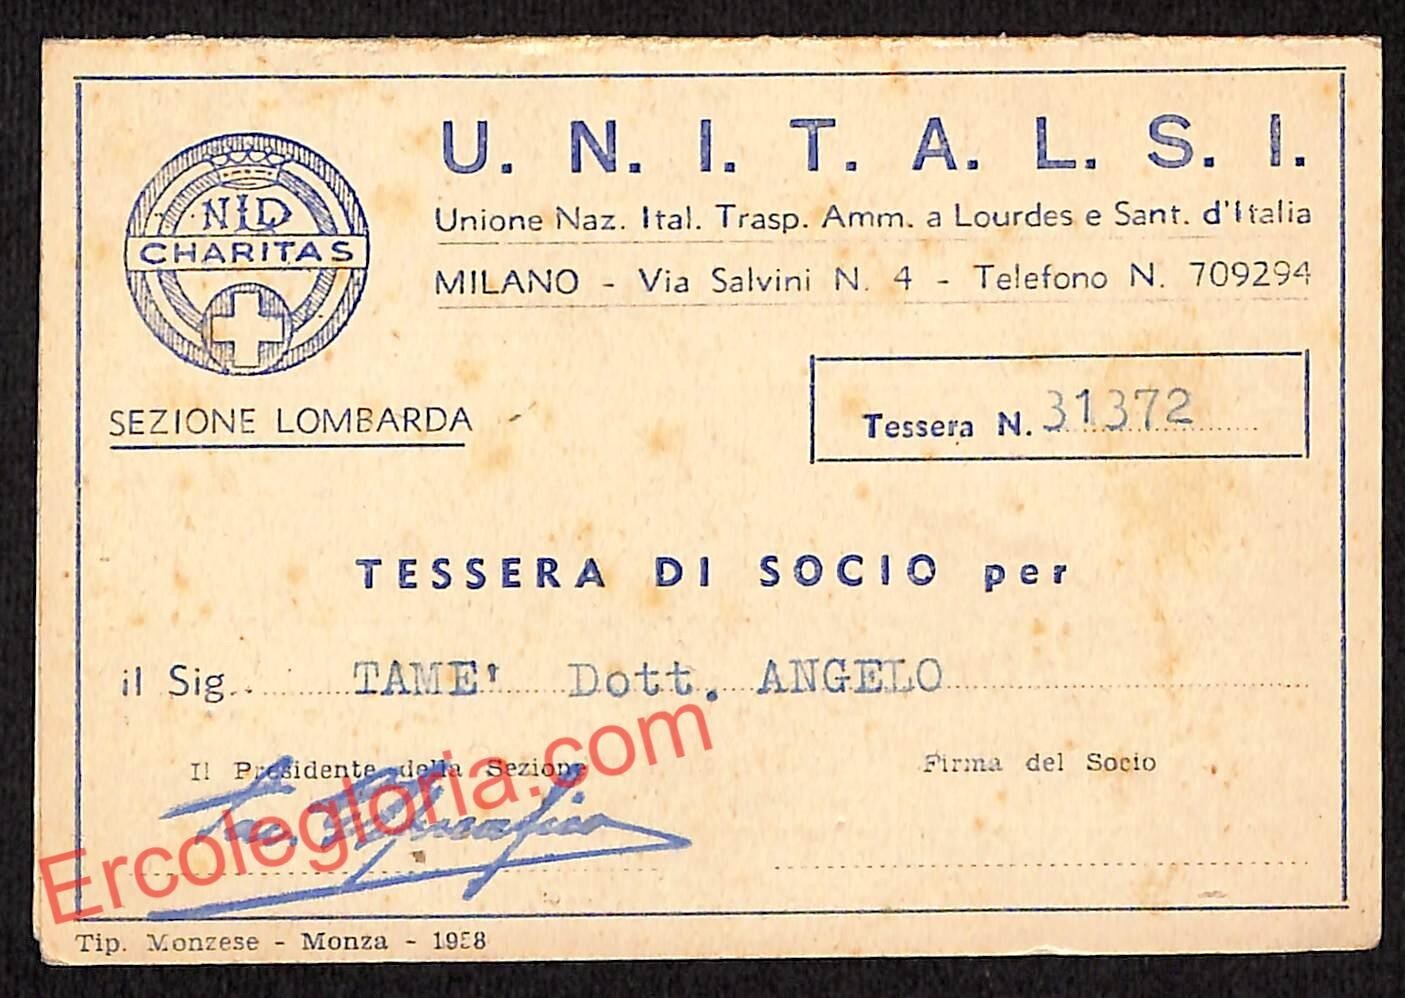 U. N. I. T. A. L. S. I.
Unione Naz. Ital. Trasp. Amm. a Lourdes e Sant. d'Italia
MILANO - Via Salvini N. 4 - Telefono N. 709294
NLD
CHARITAS
SEZIONE LOMBARDA
Tessera N. 31372
TESSERA DI SOCIO per
il Sig. TAME' Dott. ANGELO
Il Presidente della Sezione
Firma del Socio
Ercolegloria.com
Tip. Monzese - Monza - 1958